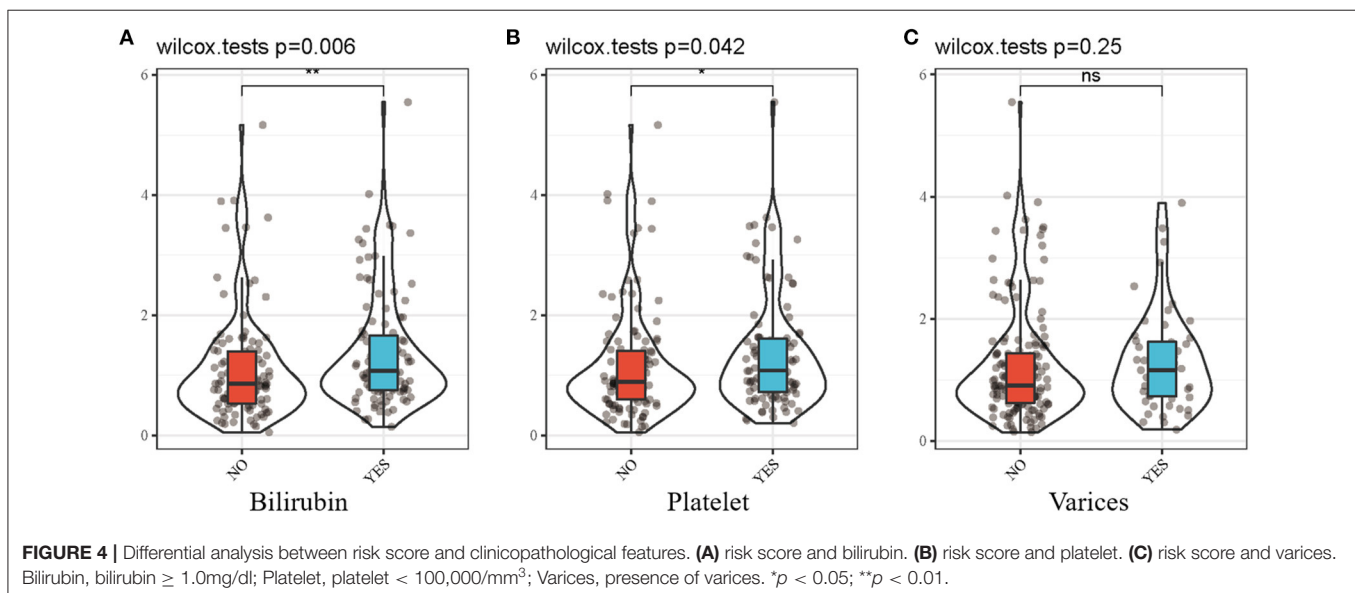 A
wilcox.tests p=0.006
**
6
4
2
0
NO
YES
Bilirubin
B
wilcox.tests p=0.042
*
6
4
2
0
NO
YES
Platelet
C
wilcox.tests p=0.25
ns
6
4
2
0
NO
YES
Varices
FIGURE 4 | Differential analysis between risk score and clinicopathological features. (A) risk score and bilirubin. (B) risk score and platelet. (C) risk score and varices.
Bilirubin, bilirubin ≥ 1.0mg/dl; Platelet, platelet < 100,000/mm³; Varices, presence of varices. *p < 0.05; **p < 0.01.